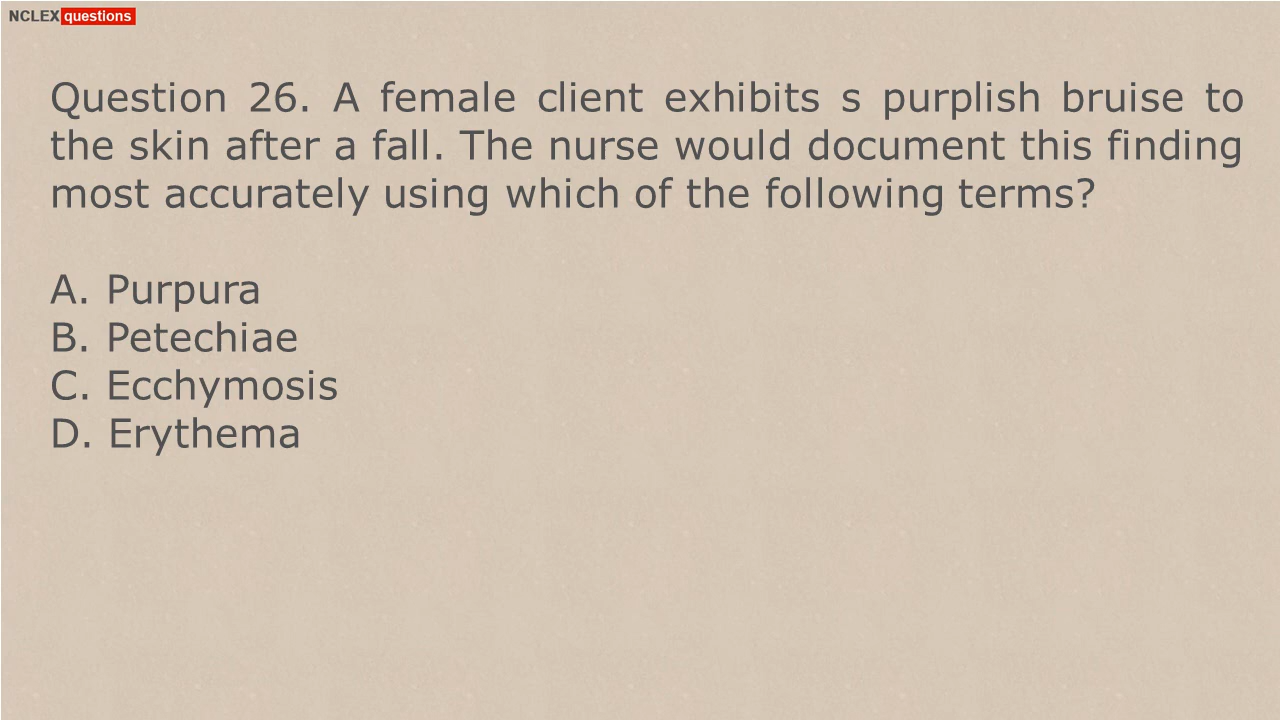 NCLEX questions
Question 26. A female client exhibits s purplish bruise to
the skin after a fall. The nurse would document this finding
most accurately using which of the following terms?
A. Purpura
B. Petechiae
C. Ecchymosis
D. Erythema